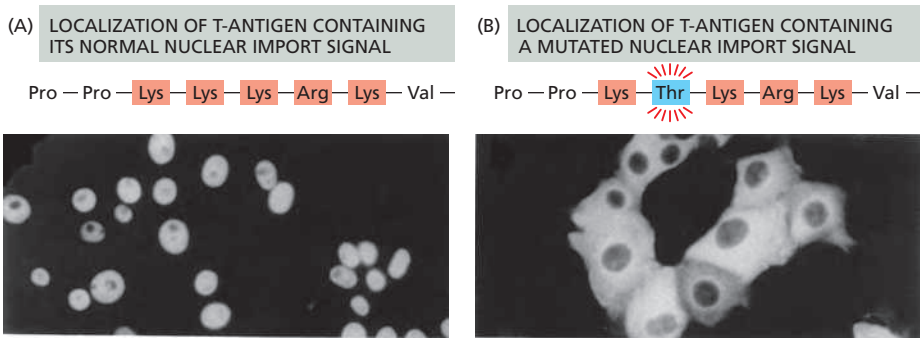 (A) LOCALIZATION OF T-ANTIGEN CONTAINING
ITS NORMAL NUCLEAR IMPORT SIGNAL
Pro — Pro — Lys — Lys — Lys — Arg — Lys — Val —
(B) LOCALIZATION OF T-ANTIGEN CONTAINING
A MUTATED NUCLEAR IMPORT SIGNAL
Pro — Pro — Lys — Thr — Lys — Arg — Lys — Val —